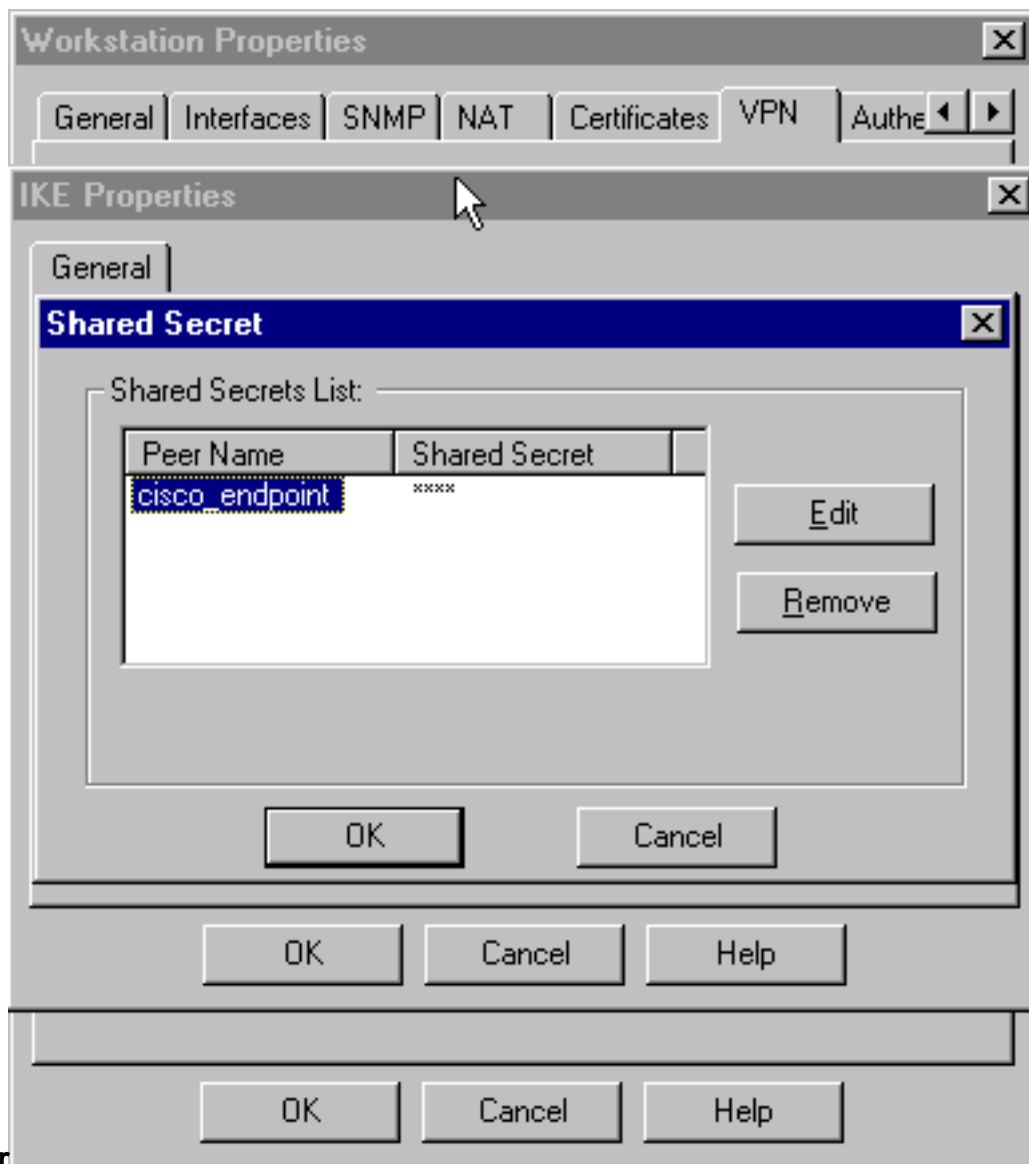 Workstation Properties
General Interfaces SNMP NAT Certificates VPN Authe
IKE Properties
General
Shared Secret
Shared Secrets List:
Peer Name Shared Secret
cisco_endpoint ****
Edit
Remove
OK Cancel
OK Cancel Help
OK Cancel Help
r